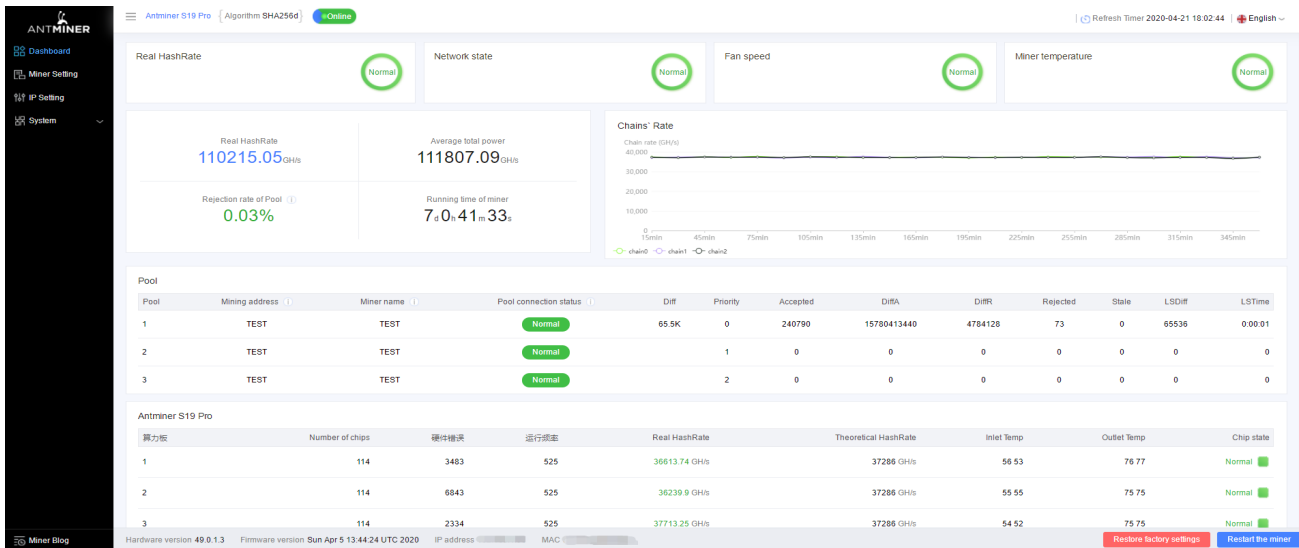 ANTMINER
Antminer S19 Pro {Algorithm SHA256d} Online
Refresh Timer 2020-04-21 18:02:44 English
Dashboard
Miner Setting
IP Setting
System
Real HashRate Normal
Network state Normal
Fan speed Normal
Miner temperature Normal
Real HashRate
110215.05GH/s
Average total power
111807.09GH/s
Rejection rate of Pool
0.03%
Running time of miner
7d0h41m33s
Chains` Rate
Chain rate (GH/s)
40,000
30,000
20,000
10,000
0
15min 45min 75min 105min 135min 165min 195min 225min 255min 285min 315min 345min
chain0 chain1 chain2
Pool
Pool Mining address Miner name Pool connection status Diff Priority Accepted DiffA DiffR Rejected Stale LSDiff LSTime
1 TEST TEST Normal 65.5K 0 240790 15780413440 4784128 73 0 65536 0:00:01
2 TEST TEST Normal 1 0 0 0 0 0 0 0
3 TEST TEST Normal 2 0 0 0 0 0 0 0
Antminer S19 Pro
算力板 Number of chips 硬件错误 运行频率 Real HashRate Theoretical HashRate Inlet Temp Outlet Temp Chip state
1 114 3483 525 36613.74 GH/s 37286 GH/s 56 53 76 77 Normal
2 114 6843 525 36239.9 GH/s 37286 GH/s 55 55 75 75 Normal
3 114 2334 525 37713.25 GH/s 37286 GH/s 54 52 75 75 Normal
Miner Blog
Hardware version 49.0.1.3 Firmware version Sun Apr 5 13:44:24 UTC 2020 IP address MAC
Restore factory settings
Restart the miner